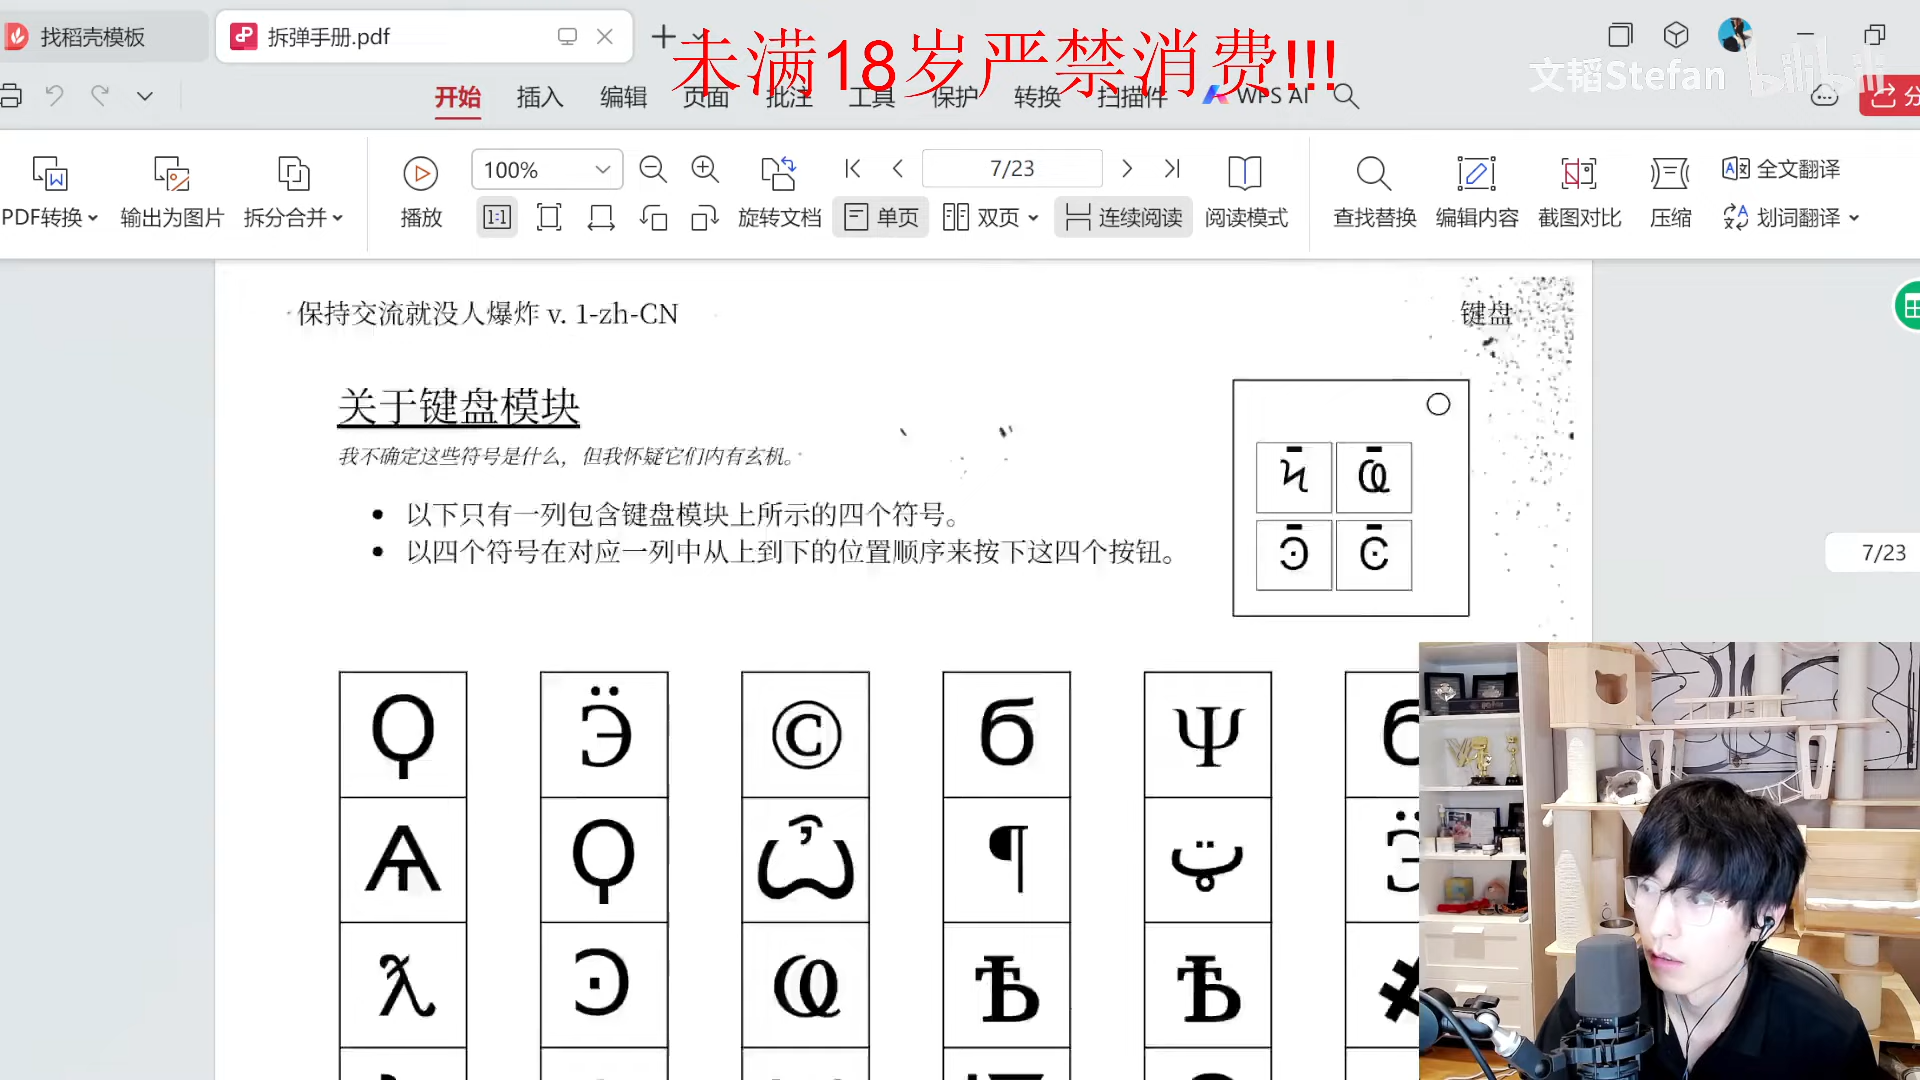 找稻壳模板
拆弹手册.pdf
未满18岁严禁消费!!!
文韬Stefan bilibili
开始 插入 编辑 页面 批注 工具 保护 转换 扫描件 WPS AI
分
PDF转换 输出为图片 拆分合并
播放
100%
7/23
旋转文档 单页 双页 连续阅读 阅读模式
查找替换 编辑内容 截图对比 压缩
全文翻译
划词翻译
保持交流就没人爆炸 v. 1-zh-CN
键盘
关于键盘模块
我不确定这些符号是什么，但我怀疑它们内有玄机。
• 以下只有一列包含键盘模块上所示的四个符号。
• 以四个符号在对应一列中从上到下的位置顺序来按下这四个按钮。
7/23
Ϙ Ӭ © Ϭ Ψ
Ѧ Ϙ Ѽ ¶ ټ
ƛ Ͽ Ҩ Ѣ Ѣ